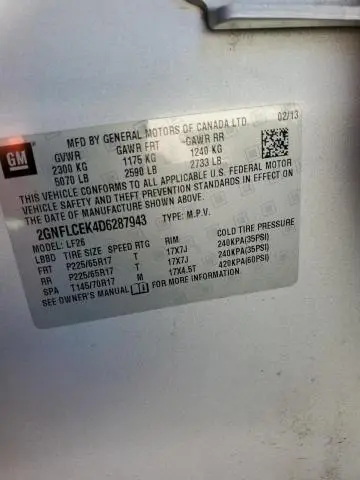 MFD BY GENERAL MOTORS OF CANADA LTD 02/13
GM
GVWR GAWR FRT GAWR RR
2300 KG 1175 KG 1240 KG
5070 LB 2590 LB 2733 LB
THIS VEHICLE CONFORMS TO ALL APPLICABLE U.S. FEDERAL MOTOR
VEHICLE SAFETY AND THEFT PREVENTION STANDARDS IN EFFECT ON
THE DATE OF MANUFACTURE SHOWN ABOVE.
2GNFLCEK4D6287943 TYPE: M.P.V.
MODEL: LF26
LBBD TIRE SIZE SPEED RTG RIM COLD TIRE PRESSURE
FRT P225/65R17 T 17X7J 240KPA(35PSI)
RR P225/65R17 T 17X7J 240KPA(35PSI)
SPA T145/70R17 M 17X4.5T 420KPA(60PSI)
SEE OWNER'S MANUAL FOR MORE INFORMATION.